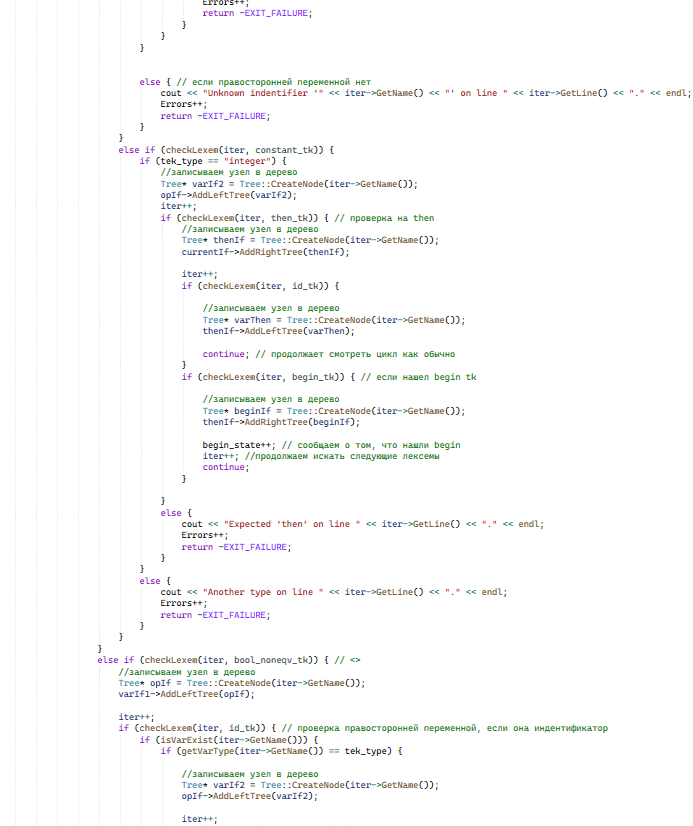 Errors++;
return -EXIT_FAILURE;
}
}
}
else { // если правосторонней переменной нет
cout << "Unknown indentifier '" << iter->GetName() << "' on line " << iter->GetLine() << "." << endl;
Errors++;
return -EXIT_FAILURE;
}
}
else if (checkLexem(iter, constant_tk)) {
if (tek_type == "integer") {
//записываем узел в дерево
Tree* varIf2 = Tree::CreateNode(iter->GetName());
opIf->AddLeftTree(varIf2);
iter++;
if (checkLexem(iter, then_tk)) { // проверка на then
//записываем узел в дерево
Tree* thenIf = Tree::CreateNode(iter->GetName());
currentIf->AddRightTree(thenIf);
iter++;
if (checkLexem(iter, id_tk)) {
//записываем узел в дерево
Tree* varThen = Tree::CreateNode(iter->GetName());
thenIf->AddLeftTree(varThen);
continue; // продолжает смотреть цикл как обычно
}
if (checkLexem(iter, begin_tk)) { // если нашел begin tk
//записываем узел в дерево
Tree* beginIf = Tree::CreateNode(iter->GetName());
thenIf->AddRightTree(beginIf);
begin_state++; // сообщаем о том, что нашли begin
iter++; //продолжаем искать следующие лексемы
continue;
}
}
else {
cout << "Expected 'then' on line " << iter->GetLine() << "." << endl;
Errors++;
return -EXIT_FAILURE;
}
}
else {
cout << "Another type on line " << iter->GetLine() << "." << endl;
Errors++;
return -EXIT_FAILURE;
}
}
}
else if (checkLexem(iter, bool_noneqv_tk)) { // <>
//записываем узел в дерево
Tree* opIf = Tree::CreateNode(iter->GetName());
varIf1->AddLeftTree(opIf);
iter++;
if (checkLexem(iter, id_tk)) { // проверка правосторонней переменной, если она индентификатор
if (isVarExist(iter->GetName())) {
if (getVarType(iter->GetName()) == tek_type) {
//записываем узел в дерево
Tree* varIf2 = Tree::CreateNode(iter->GetName());
opIf->AddLeftTree(varIf2);
iter++;